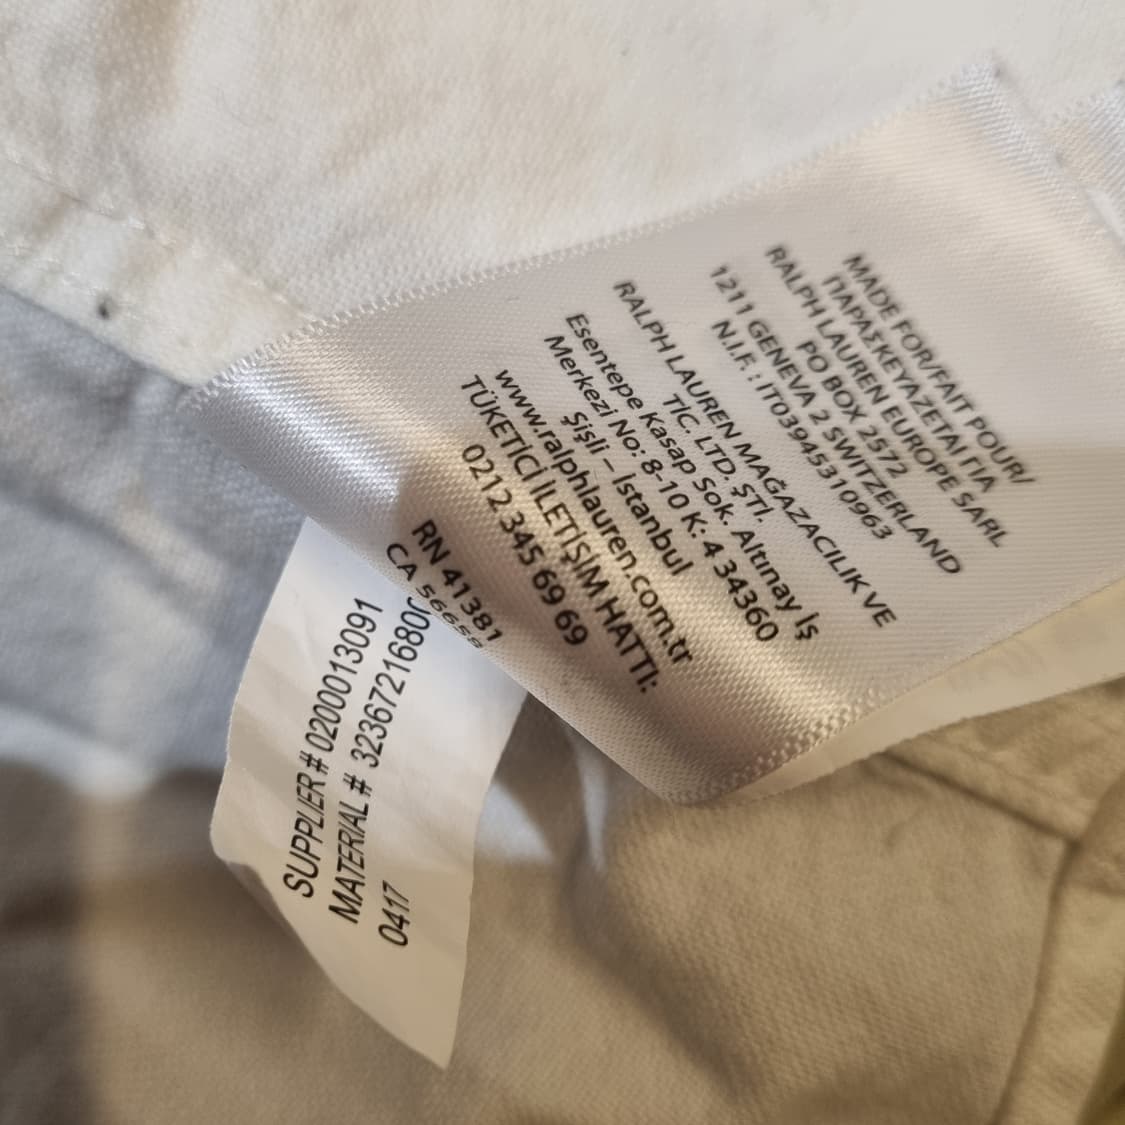 MADE FOR/FAIT POUR/
ΠΑΡΑΣΚΕΥΑΖΕΤΑΙ ΓΙΑ
RALPH LAUREN EUROPE SARL
PO BOX 2572
1211 GENEVA 2 SWITZERLAND
N.I.F. : IT03945310963
RALPH LAUREN MAĞAZACILIK VE
TİC. LTD. ŞTİ.
Esentepe Kasap Sok. Altınay İş
Merkezi No: 8-10 K: 4 34360
Şişli – İstanbul
www.ralphlauren.com.tr
TÜKETİCİ İLETİŞİM HATTI:
0212 345 69 69
RN 41381
CA 56659
SUPPLIER # 0200013091
MATERIAL #
0417